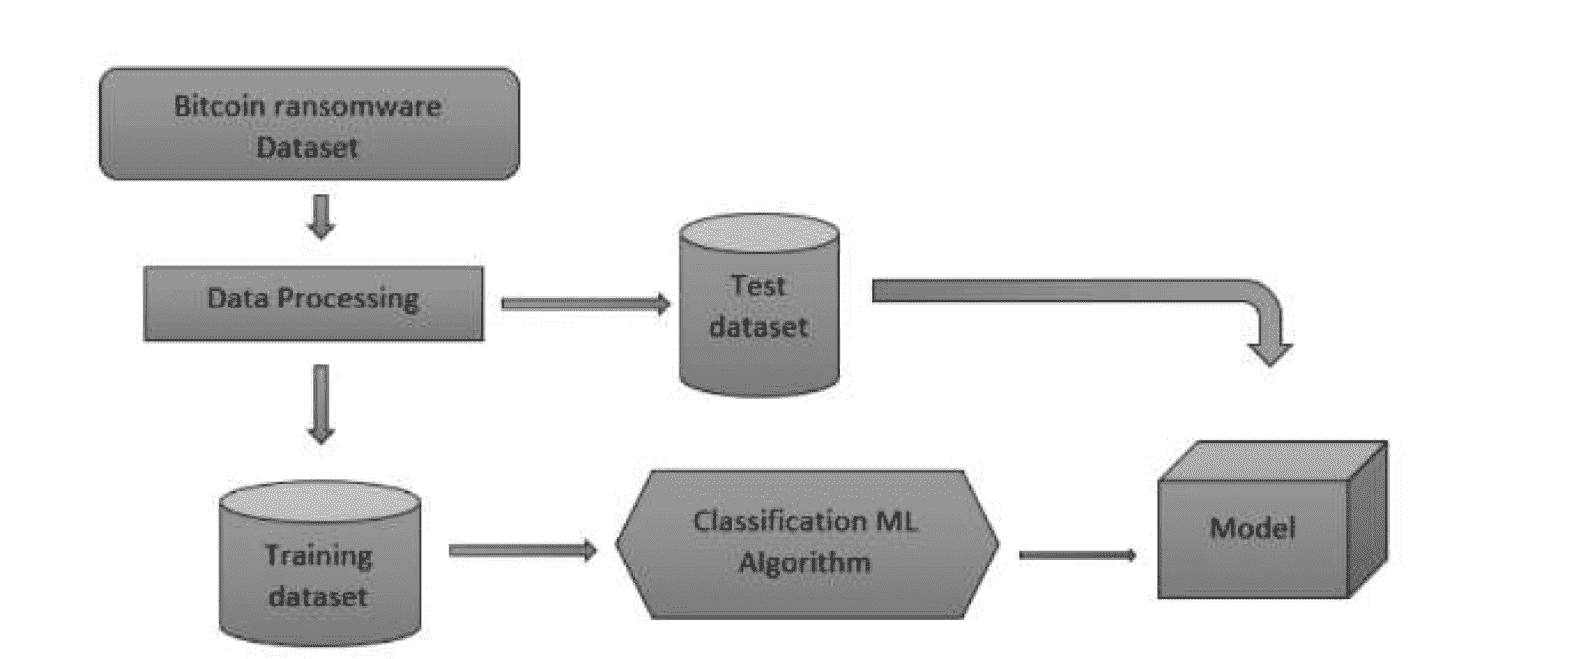 Bitcoin ransomware
Dataset
Data Processing
Test
dataset
Training
dataset
Classification ML
Algorithm
Model